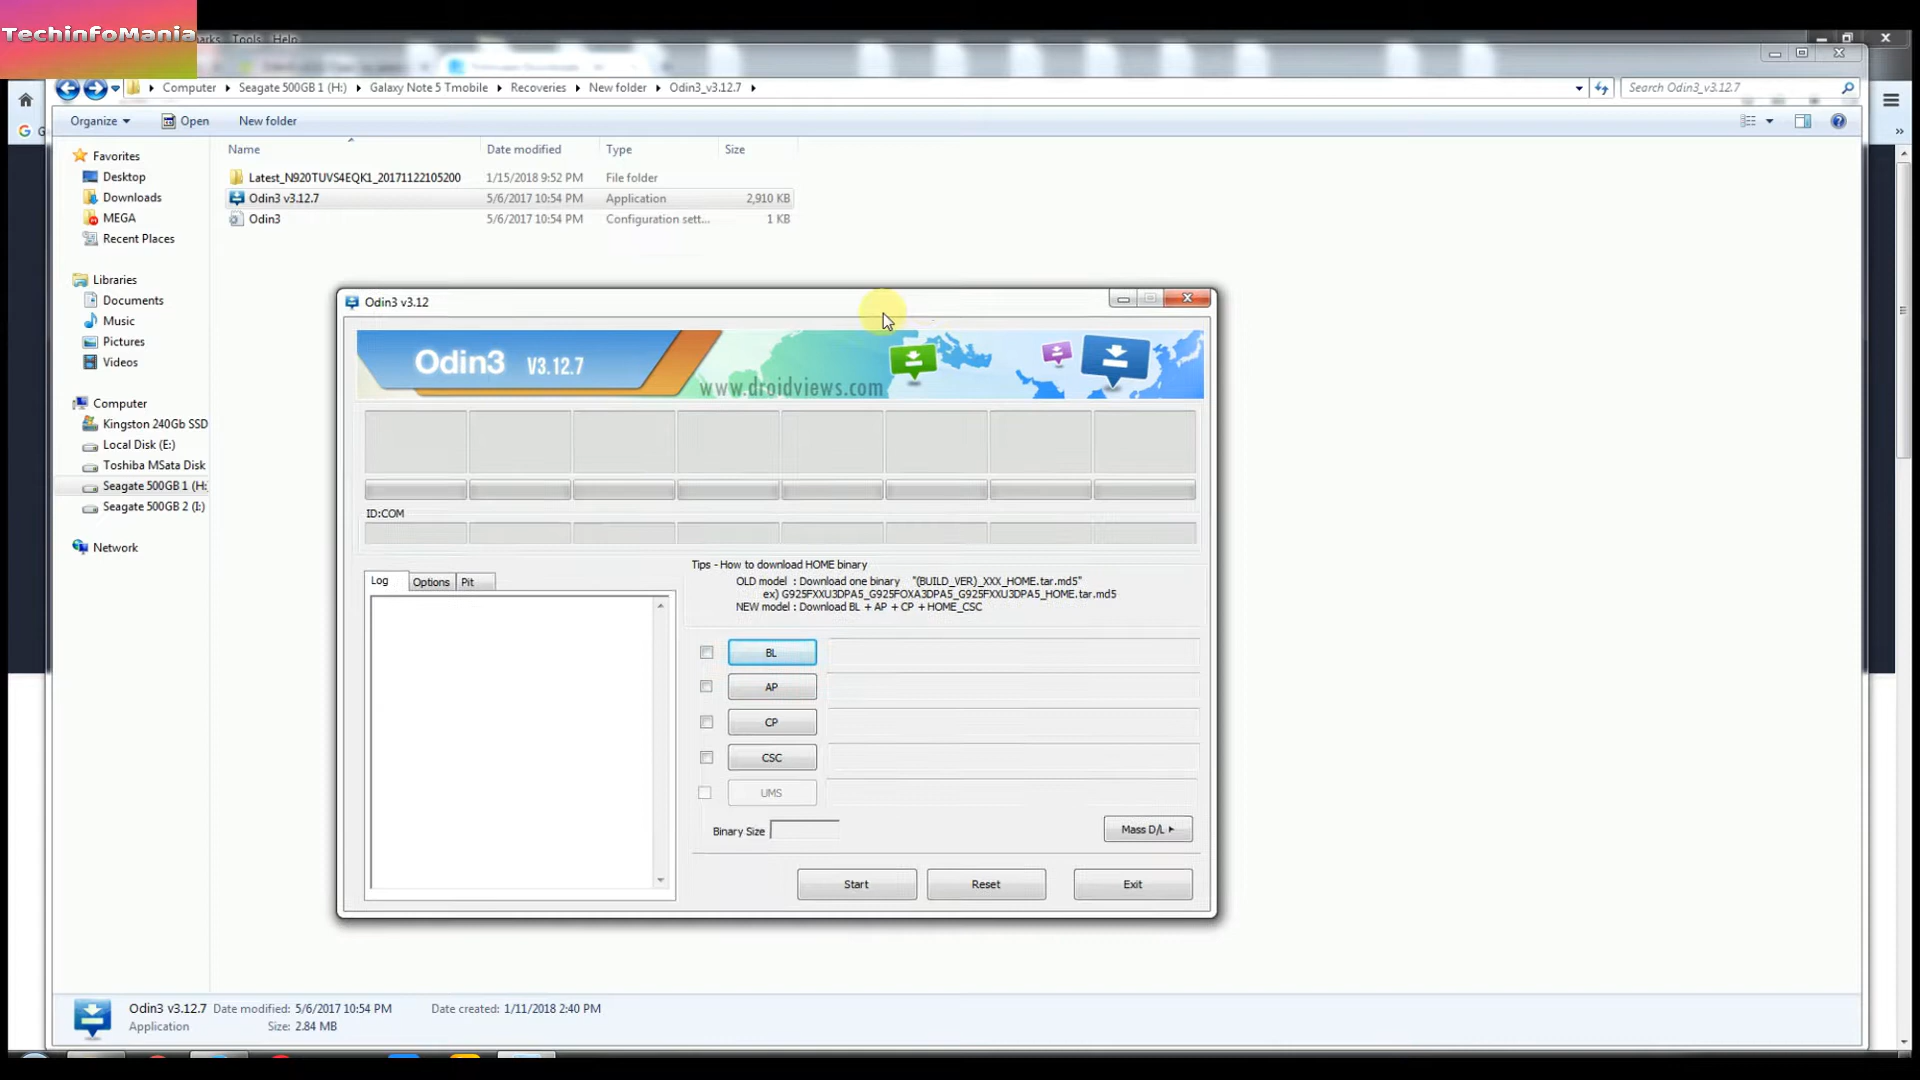 TechinfoMania
Tools Help
Computer Seagate 500GB 1 (H:) Galaxy Note 5 Tmobile Recoveries New folder Odin3_v3.12.7
Search Odin3_v3.12.7
Organize Open New folder
Name Date modified Type Size
Latest_N920TUVS4EQK1_20171122105200 1/15/2018 9:52 PM File folder
Odin3 v3.12.7 5/6/2017 10:54 PM Application 2,910 KB
Odin3 5/6/2017 10:54 PM Configuration sett... 1 KB
Favorites
Desktop
Downloads
MEGA
Recent Places
Libraries
Documents
Music
Pictures
Videos
Computer
Kingston 240Gb SSD
Local Disk (E:)
Toshiba MSata Disk
Seagate 500GB 1 (H:
Seagate 500GB 2 (I:)
Network
Odin3 v3.12
Odin3 V3.12.7
www.droidviews.com
ID:COM
Log Options Pit
Tips - How to download HOME binary
OLD model : Download one binary "(BUILD_VER)_XXX_HOME.tar.md5"
ex) G925FXXU3DPA5_G925FOXA3DPA5_G925FXXU3DPA5_HOME.tar.md5
NEW model : Download BL + AP + CP + HOME_CSC
BL
AP
CP
CSC
UMS
Binary Size
Mass D/L
Start Reset Exit
Odin3 v3.12.7 Date modified: 5/6/2017 10:54 PM Date created: 1/11/2018 2:40 PM
Application Size: 2.84 MB